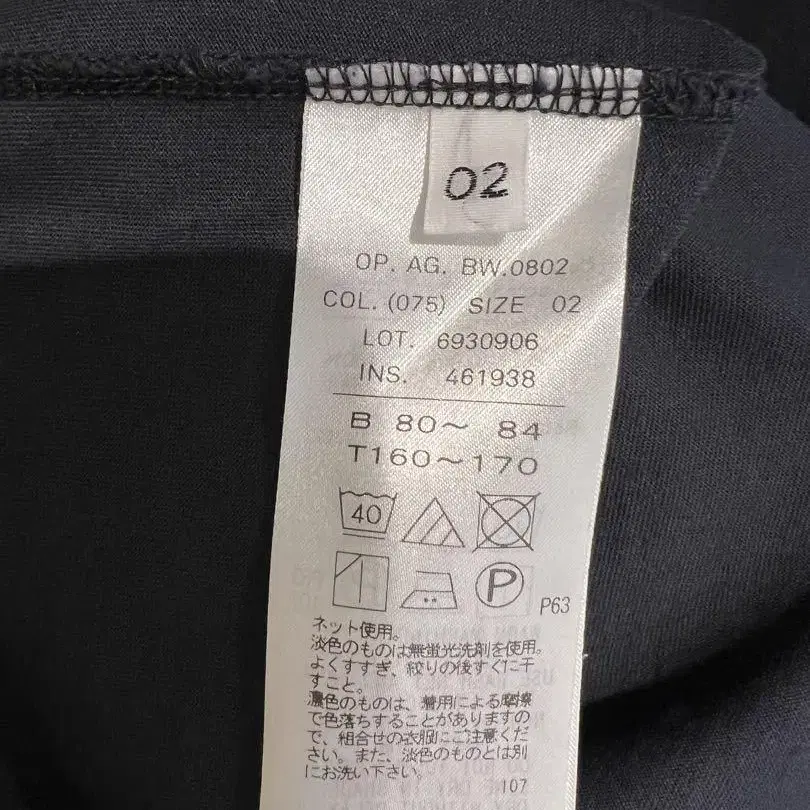 02
OP. AG. BW.0802
COL.(075) SIZE 02
LOT. 6930906
INS. 461938
B 80〜 84
T160〜170
40
P
P63
ネット使用。
淡色のものは無蛍光洗剤を使用。
よくすすぎ、絞りの後すぐに干
すこと。
濃色のものは、着用による摩擦
で色落ちすることがありますの
で、組合せの衣服にご注意くだ
さい。また、淡色のものとは別
にお洗い下さい。
107